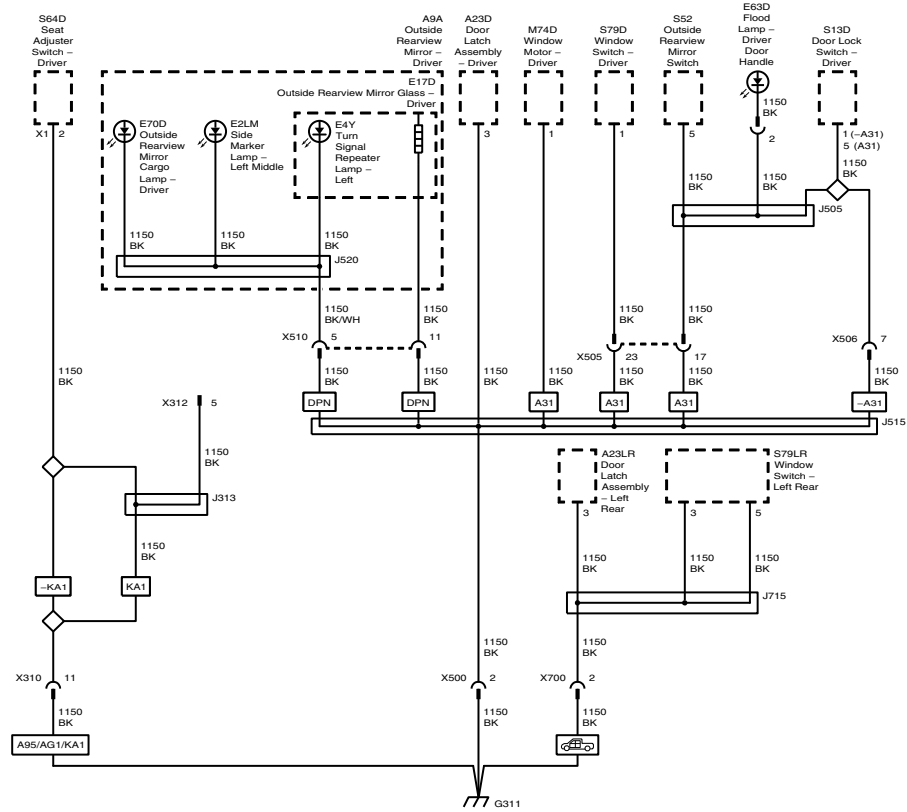 S64D
Seat
Adjuster
Switch –
Driver
A9A
Outside
Rearview
Mirror –
Driver
A23D
Door
Latch
Assembly
– Driver
M74D
Window
Motor –
Driver
S79D
Window
Switch –
Driver
S52
Outside
Rearview
Mirror
Switch
E63D
Flood
Lamp –
Driver
Door
Handle
S13D
Door Lock
Switch –
Driver
E17D
Outside Rearview Mirror Glass –
Driver
E70D
Outside
Rearview
Mirror
Cargo
Lamp –
Driver
E2LM
Side
Marker
Lamp –
Left Middle
E4Y
Turn
Signal
Repeater
Lamp –
Left
X1 2
3
1
1
5
1150
BK
2
1 (–A31)
5 (A31)
1150
BK
1150
BK
1150
BK
J505
1150
BK
1150
BK
1150
BK
J520
1150
BK/WH
1150
BK
1150
BK
1150
BK
X510 5
11
X505 23
17
X506 7
1150
BK
1150
BK
1150
BK
1150
BK
1150
BK
1150
BK
1150
BK
1150
BK
DPN
DPN
A31
A31
A31
–A31
J515
X312 5
1150
BK
J313
1150
BK
–KA1
KA1
A23LR
Door
Latch
Assembly
– Left
Rear
S79LR
Window
Switch –
Left Rear
3
3
5
1150
BK
1150
BK
1150
BK
J715
1150
BK
1150
BK
X310 11
X500 2
X700 2
1150
BK
1150
BK
1150
BK
A95/AG1/KA1
G311